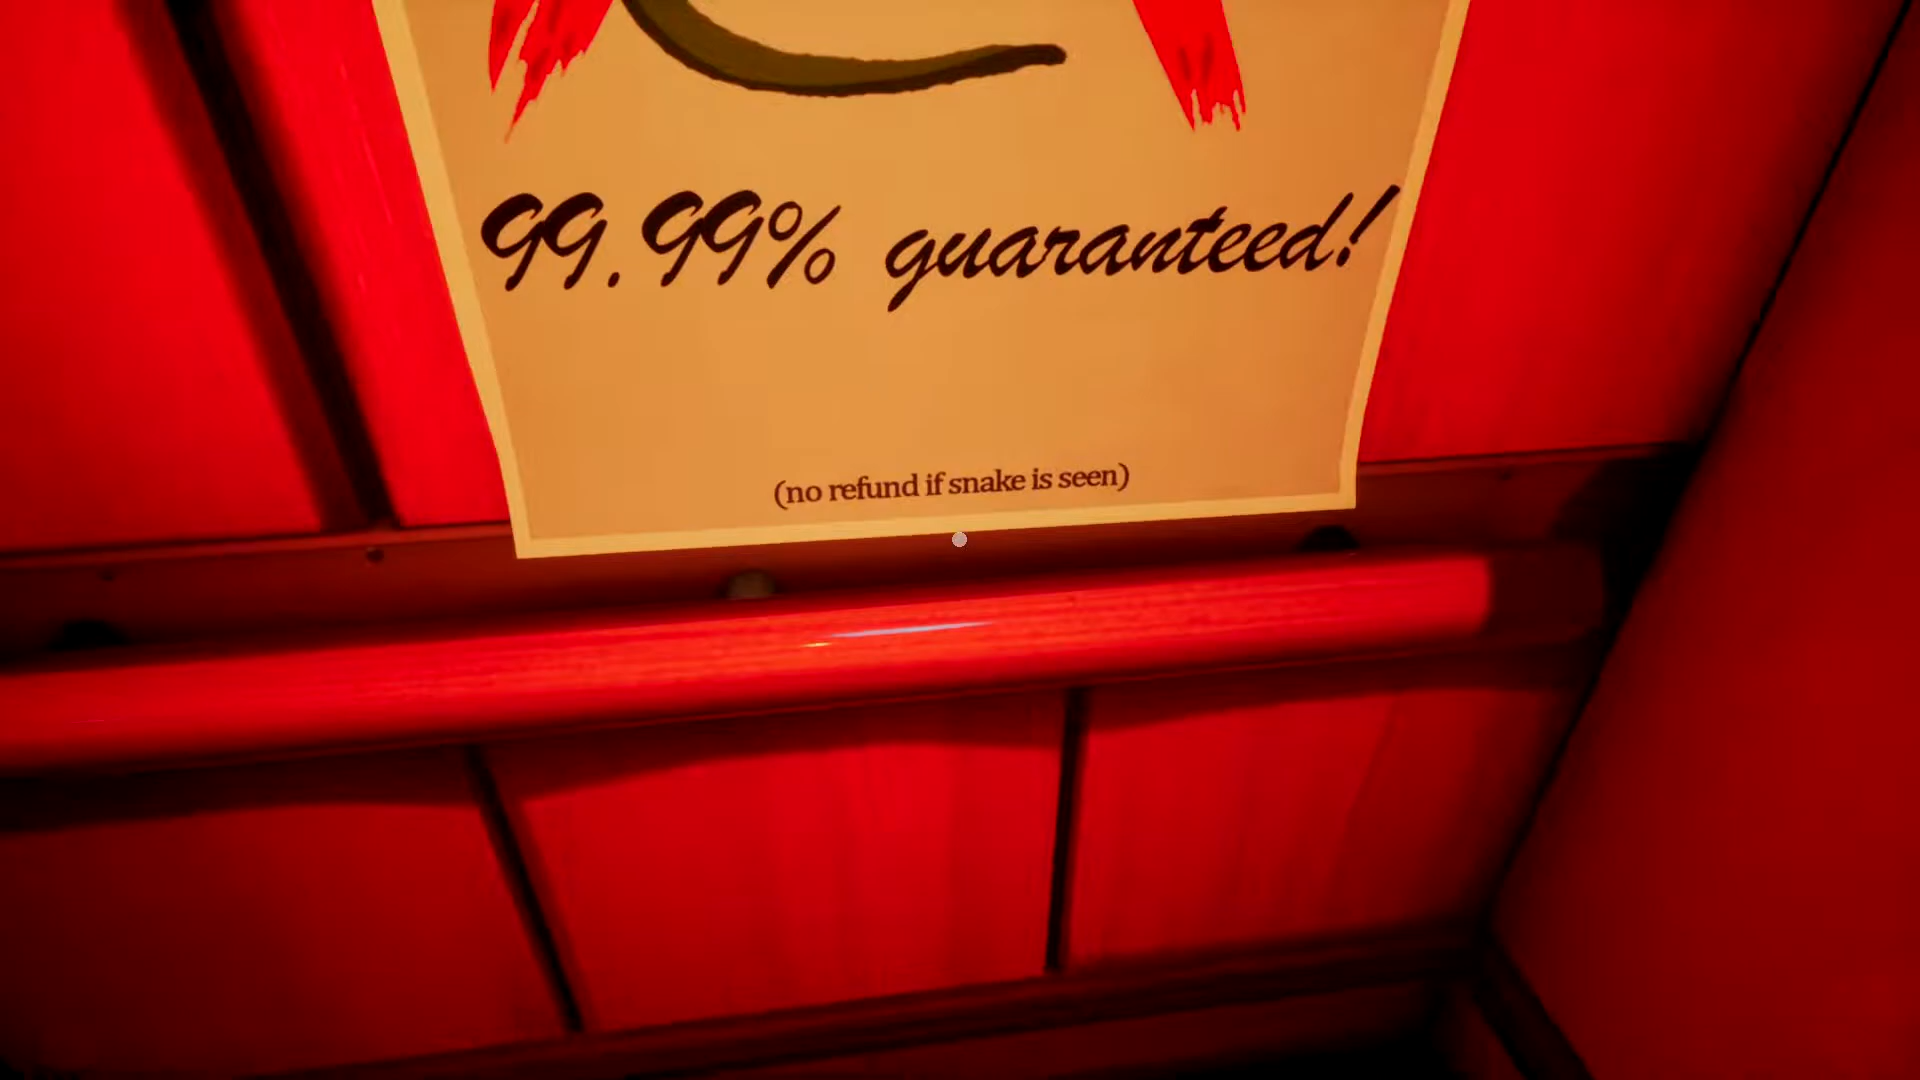 99.99% guaranteed!
(no refund if snake is seen)